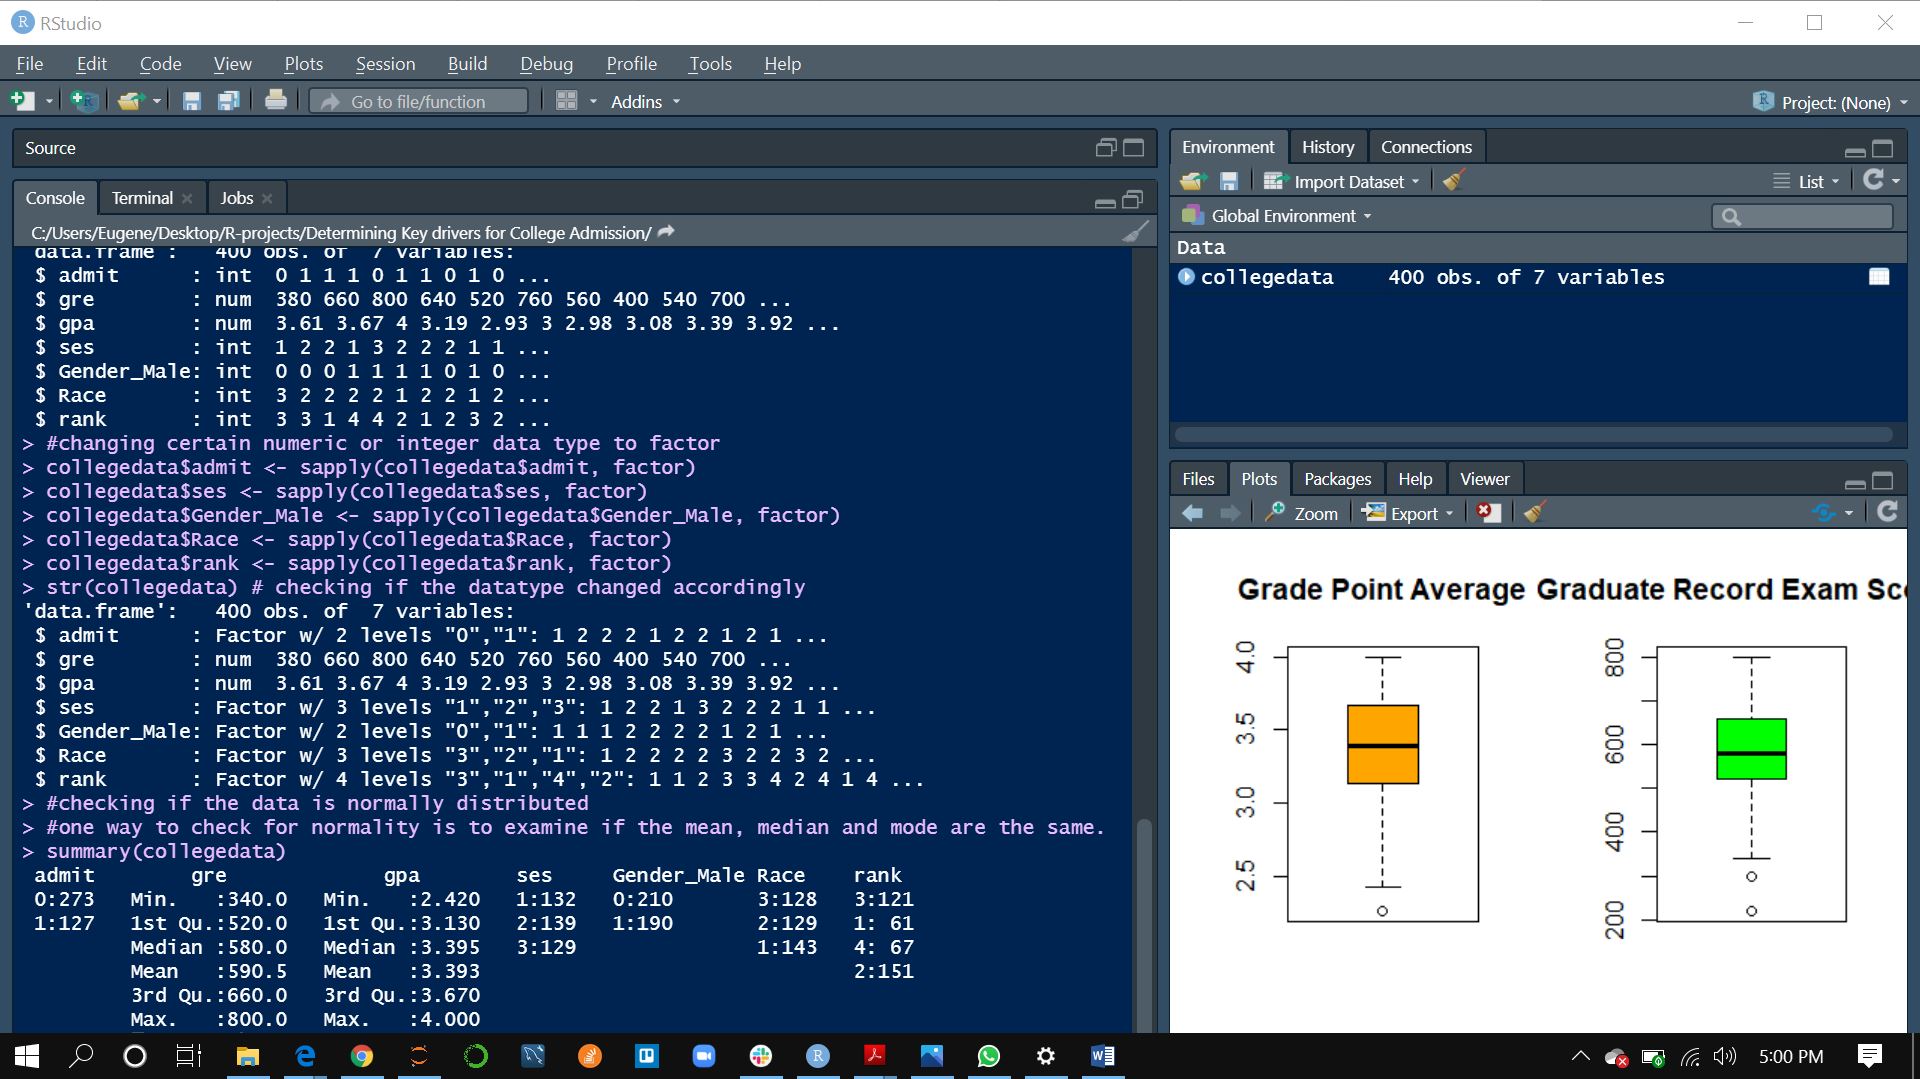 RStudio
File Edit Code View Plots Session Build Debug Profile Tools Help
Go to file/function Addins Project: (None)
Source
Console Terminal Jobs
C:/Users/Eugene/Desktop/R-projects/Determining Key drivers for College Admission/
'data.frame': 400 obs. of 7 variables:
$ admit : int 0 1 1 1 0 1 1 0 1 0 ...
$ gre : num 380 660 800 640 520 760 560 400 540 700 ...
$ gpa : num 3.61 3.67 4 3.19 2.93 3 2.98 3.08 3.39 3.92 ...
$ ses : int 1 2 2 1 3 2 2 2 1 1 ...
$ Gender_Male: int 0 0 0 1 1 1 1 0 1 0 ...
$ Race : int 3 2 2 2 2 1 2 2 1 2 ...
$ rank : int 3 3 1 4 4 2 1 2 3 2 ...
> #changing certain numeric or integer data type to factor
> collegedata$admit <- sapply(collegedata$admit, factor)
> collegedata$ses <- sapply(collegedata$ses, factor)
> collegedata$Gender_Male <- sapply(collegedata$Gender_Male, factor)
> collegedata$Race <- sapply(collegedata$Race, factor)
> collegedata$rank <- sapply(collegedata$rank, factor)
> str(collegedata) # checking if the datatype changed accordingly
'data.frame': 400 obs. of 7 variables:
$ admit : Factor w/ 2 levels "0","1": 1 2 2 2 1 2 2 1 2 1 ...
$ gre : num 380 660 800 640 520 760 560 400 540 700 ...
$ gpa : num 3.61 3.67 4 3.19 2.93 3 2.98 3.08 3.39 3.92 ...
$ ses : Factor w/ 3 levels "1","2","3": 1 2 2 1 3 2 2 2 1 1 ...
$ Gender_Male: Factor w/ 2 levels "0","1": 1 1 1 2 2 2 2 1 2 1 ...
$ Race : Factor w/ 3 levels "3","2","1": 1 2 2 2 2 3 2 2 3 2 ...
$ rank : Factor w/ 4 levels "3","1","4","2": 1 1 2 3 3 4 2 4 1 4 ...
> #checking if the data is normally distributed
> #one way to check for normality is to examine if the mean, median and mode are the same.
> summary(collegedata)
admit gre gpa ses Gender_Male Race rank
0:273 Min. :340.0 Min. :2.420 1:132 0:210 3:128 3:121
1:127 1st Qu.:520.0 1st Qu.:3.130 2:139 1:190 2:129 1: 61
Median :580.0 Median :3.395 3:129 1:143 4: 67
Mean :590.5 Mean :3.393 2:151
3rd Qu.:660.0 3rd Qu.:3.670
Max. :800.0 Max. :4.000
Environment History Connections
Import Dataset List
Global Environment
Data
collegedata 400 obs. of 7 variables
Files Plots Packages Help Viewer
Zoom Export
Grade Point Average Graduate Record Exam Sc
4.0
3.5
3.0
2.5
800
600
400
200
5:00 PM